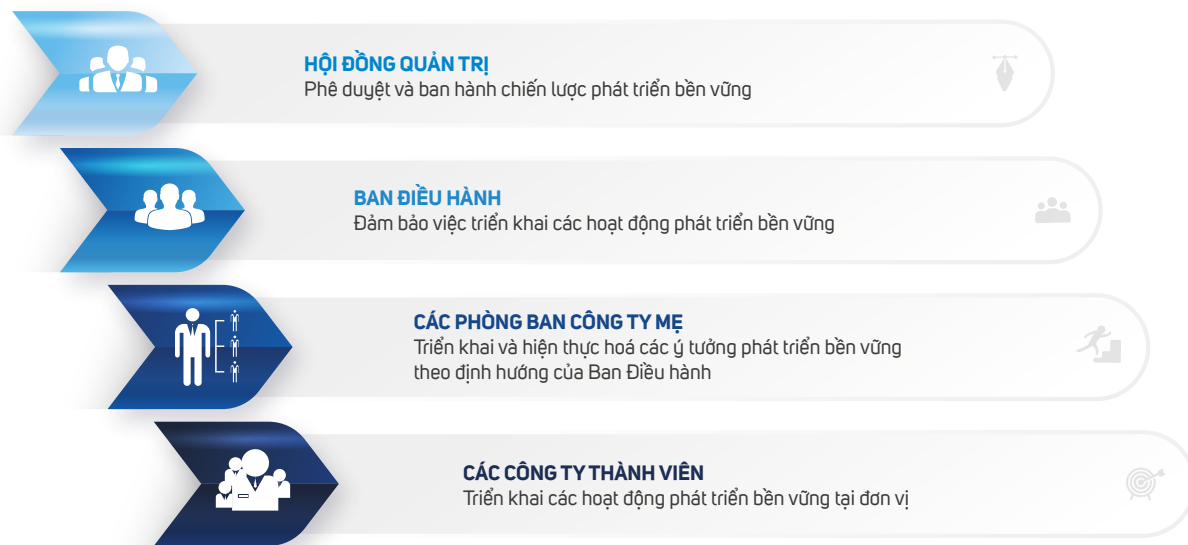 HỘI ĐỒNG QUẢN TRỊ
Phê duyệt và ban hành chiến lược phát triển bền vững
BAN ĐIỀU HÀNH
Đảm bảo việc triển khai các hoạt động phát triển bền vững
CÁC PHÒNG BAN CÔNG TY MẸ
Triển khai và hiện thực hoá các ý tưởng phát triển bền vững
theo định hướng của Ban Điều hành
CÁC CÔNG TY THÀNH VIÊN
Triển khai các hoạt động phát triển bền vững tại đơn vị